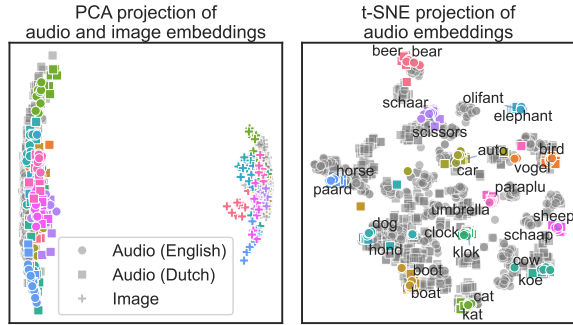 PCA projection of
audio and image embeddings
Audio (English)
Audio (Dutch)
Image
t-SNE projection of
audio embeddings
beer bear
schaar
olifant
elephant
scissors
auto
bird
horse
car
vogel
paard
paraplu
umbrella
sheep
dog
clock
schaap
hond
klok
boot
cow
boat
koe
cat
kat